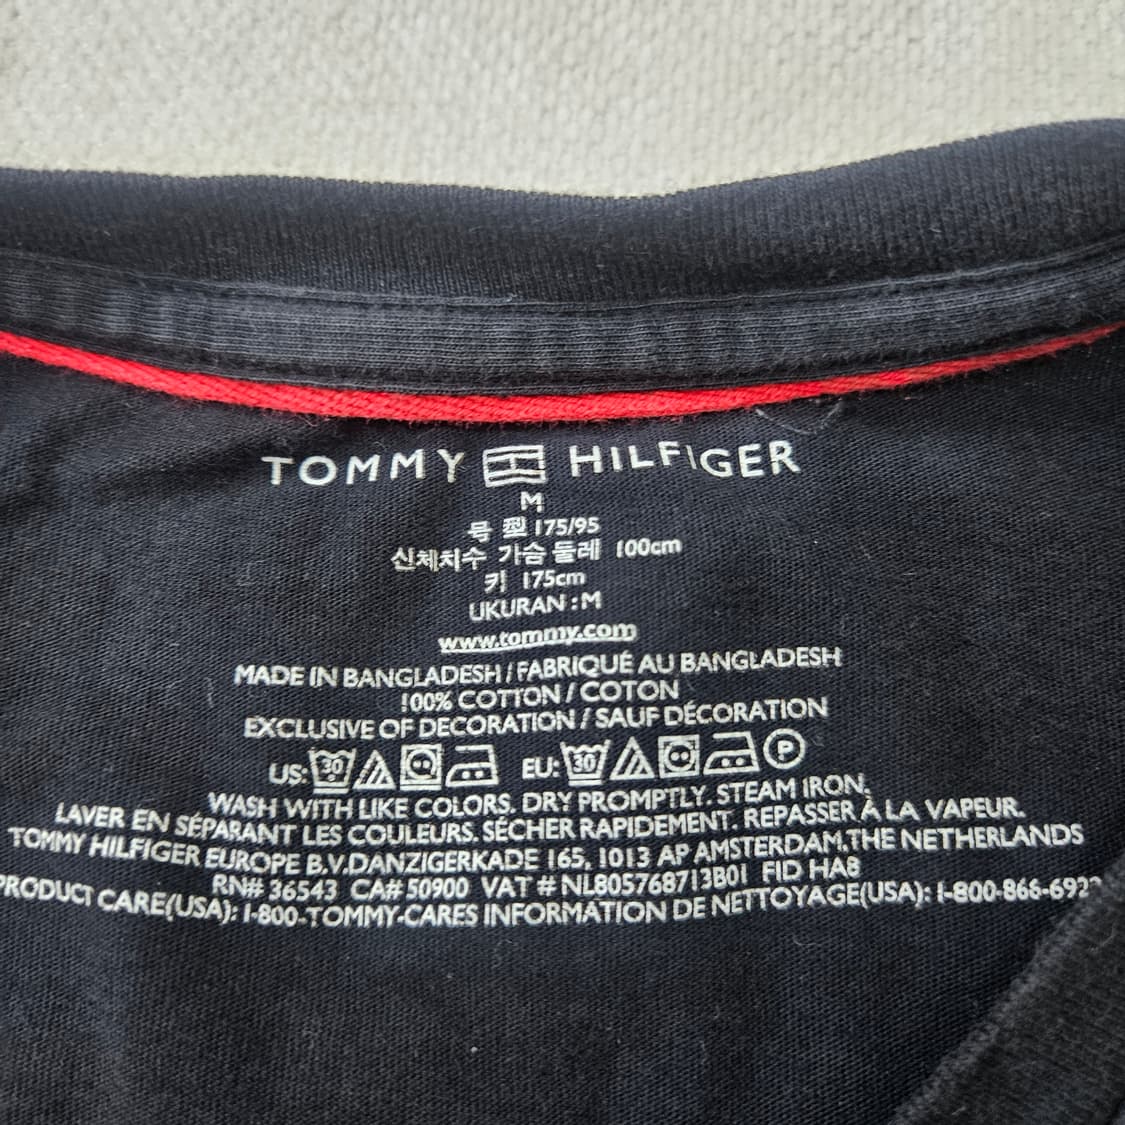 TOMMY HILFIGER
M
号 型 175/95
신체치수 가슴 둘레 100cm
키 175cm
UKURAN : M
www.tommy.com
MADE IN BANGLADESH / FABRIQUÉ AU BANGLADESH
100% COTTON / COTON
EXCLUSIVE OF DECORATION / SAUF DÉCORATION
US: 30 EU: 30 P
WASH WITH LIKE COLORS. DRY PROMPTLY. STEAM IRON.
LAVER EN SÉPARANT LES COULEURS. SÉCHER RAPIDEMENT. REPASSER À LA VAPEUR.
TOMMY HILFIGER EUROPE B.V.DANZIGERKADE 165, 1013 AP AMSTERDAM,THE NETHERLANDS
RN# 36543 CA# 50900 VAT # NL805768713B01 FID HA8
PRODUCT CARE(USA): 1-800-TOMMY-CARES INFORMATION DE NETTOYAGE(USA):